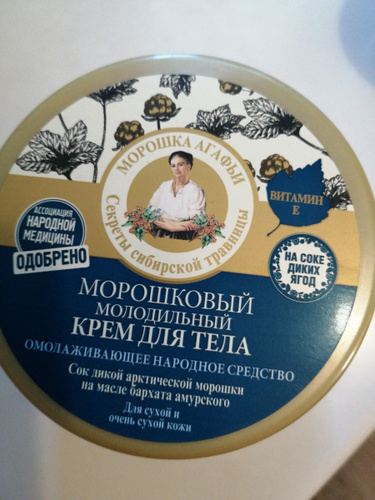 МОРОШКА АГАФЬИ
Секреты сибирской травницы
ВИТАМИН
Е
АССОЦИАЦИЯ
НАРОДНОЙ
МЕДИЦИНЫ
ОДОБРЕНО
НА СОКЕ
ДИКИХ
ЯГОД
МОРОШКОВЫЙ
МОЛОДИЛЬНЫЙ
КРЕМ ДЛЯ ТЕЛА
ОМОЛАЖИВАЮЩЕЕ НАРОДНОЕ СРЕДСТВО
Сок дикой арктической морошки
на масле бархата амурского
Для сухой и
очень сухой кожи